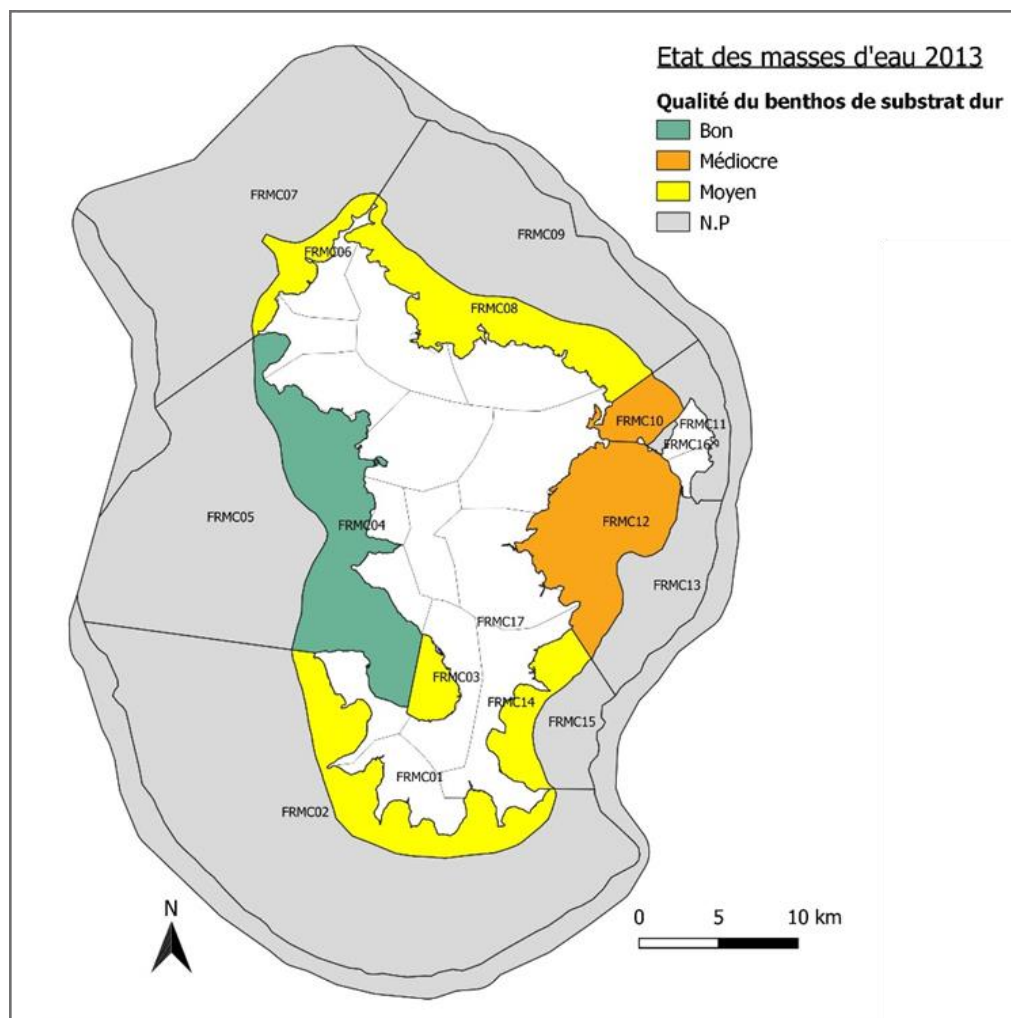 Etat des masses d'eau 2013
Qualité du benthos de substrat dur
Bon
Médiocre
Moyen
N.P
FRMC07
FRMC09
FRMC06
FRMC08
FRMC10
FRMC11
FRMC16
FRMC05
FRMC04
FRMC12
FRMC13
FRMC17
FRMC03
FRMC14
FRMC15
FRMC01
FRMC02
N
0 5 10 km